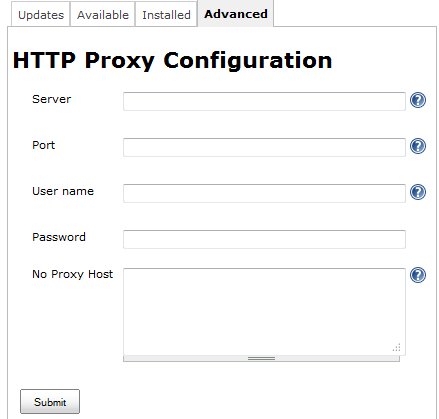 Updates Available Installed Advanced
HTTP Proxy Configuration
Server ?
Port ?
User name ?
Password
No Proxy Host ?
Submit